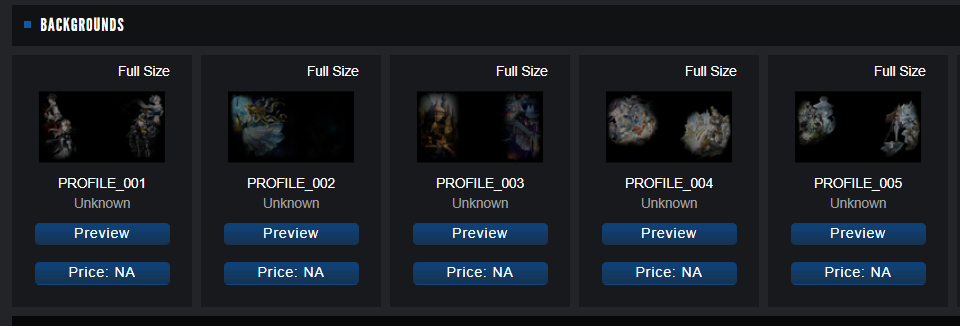 BACKGROUNDS
Full Size
PROFILE_001
Unknown
Preview
Price: NA
Full Size
PROFILE_002
Unknown
Preview
Price: NA
Full Size
PROFILE_003
Unknown
Preview
Price: NA
Full Size
PROFILE_004
Unknown
Preview
Price: NA
Full Size
PROFILE_005
Unknown
Preview
Price: NA